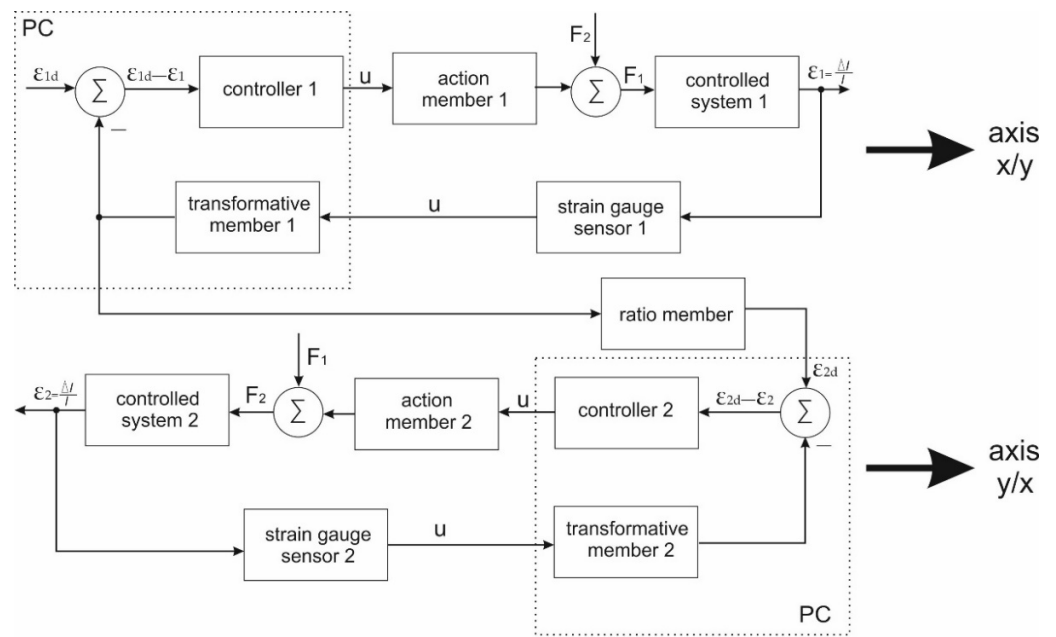 PC
ε1d
ε1d—ε1
controller 1
u
action
member 1
F2
F1
controlled
system 1
ε1=Δl/l
Σ
Σ
—
axis
x/y
transformative
member 1
u
strain gauge
sensor 1
ratio member
F1
ε2d
ε2=Δl/l
controlled
system 2
F2
Σ
action
member 2
u
controller 2
ε2d—ε2
Σ
—
axis
y/x
strain gauge
sensor 2
u
transformative
member 2
PC